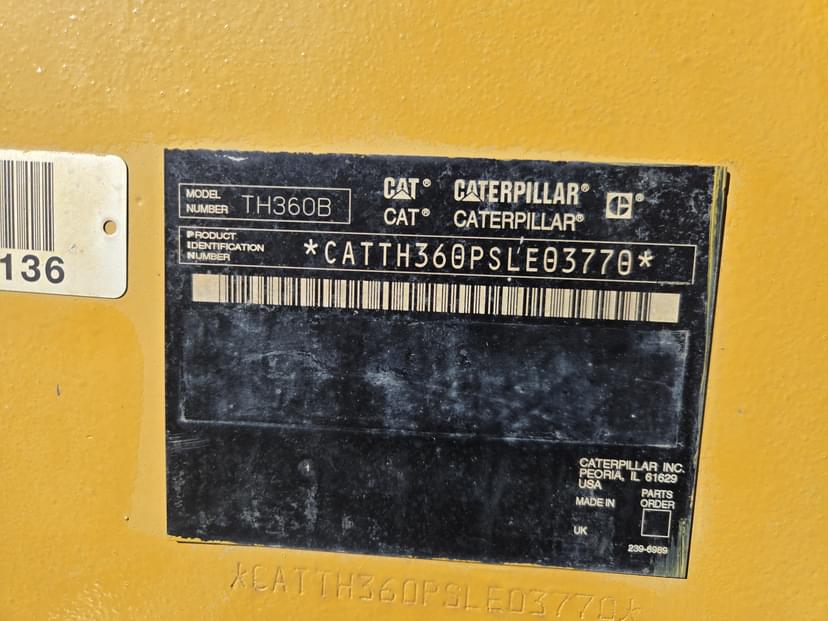 136
MODEL
NUMBER
TH360B
CAT® CATERPILLAR® ®
CAT® CATERPILLAR®
PRODUCT
IDENTIFICATION
NUMBER
*CATTH360PSLE03770*
CATERPILLAR INC.
PEORIA, IL 61629
USA
MADE IN
PARTS
ORDER
UK
239-6989
*CATTH360PSLE03770*